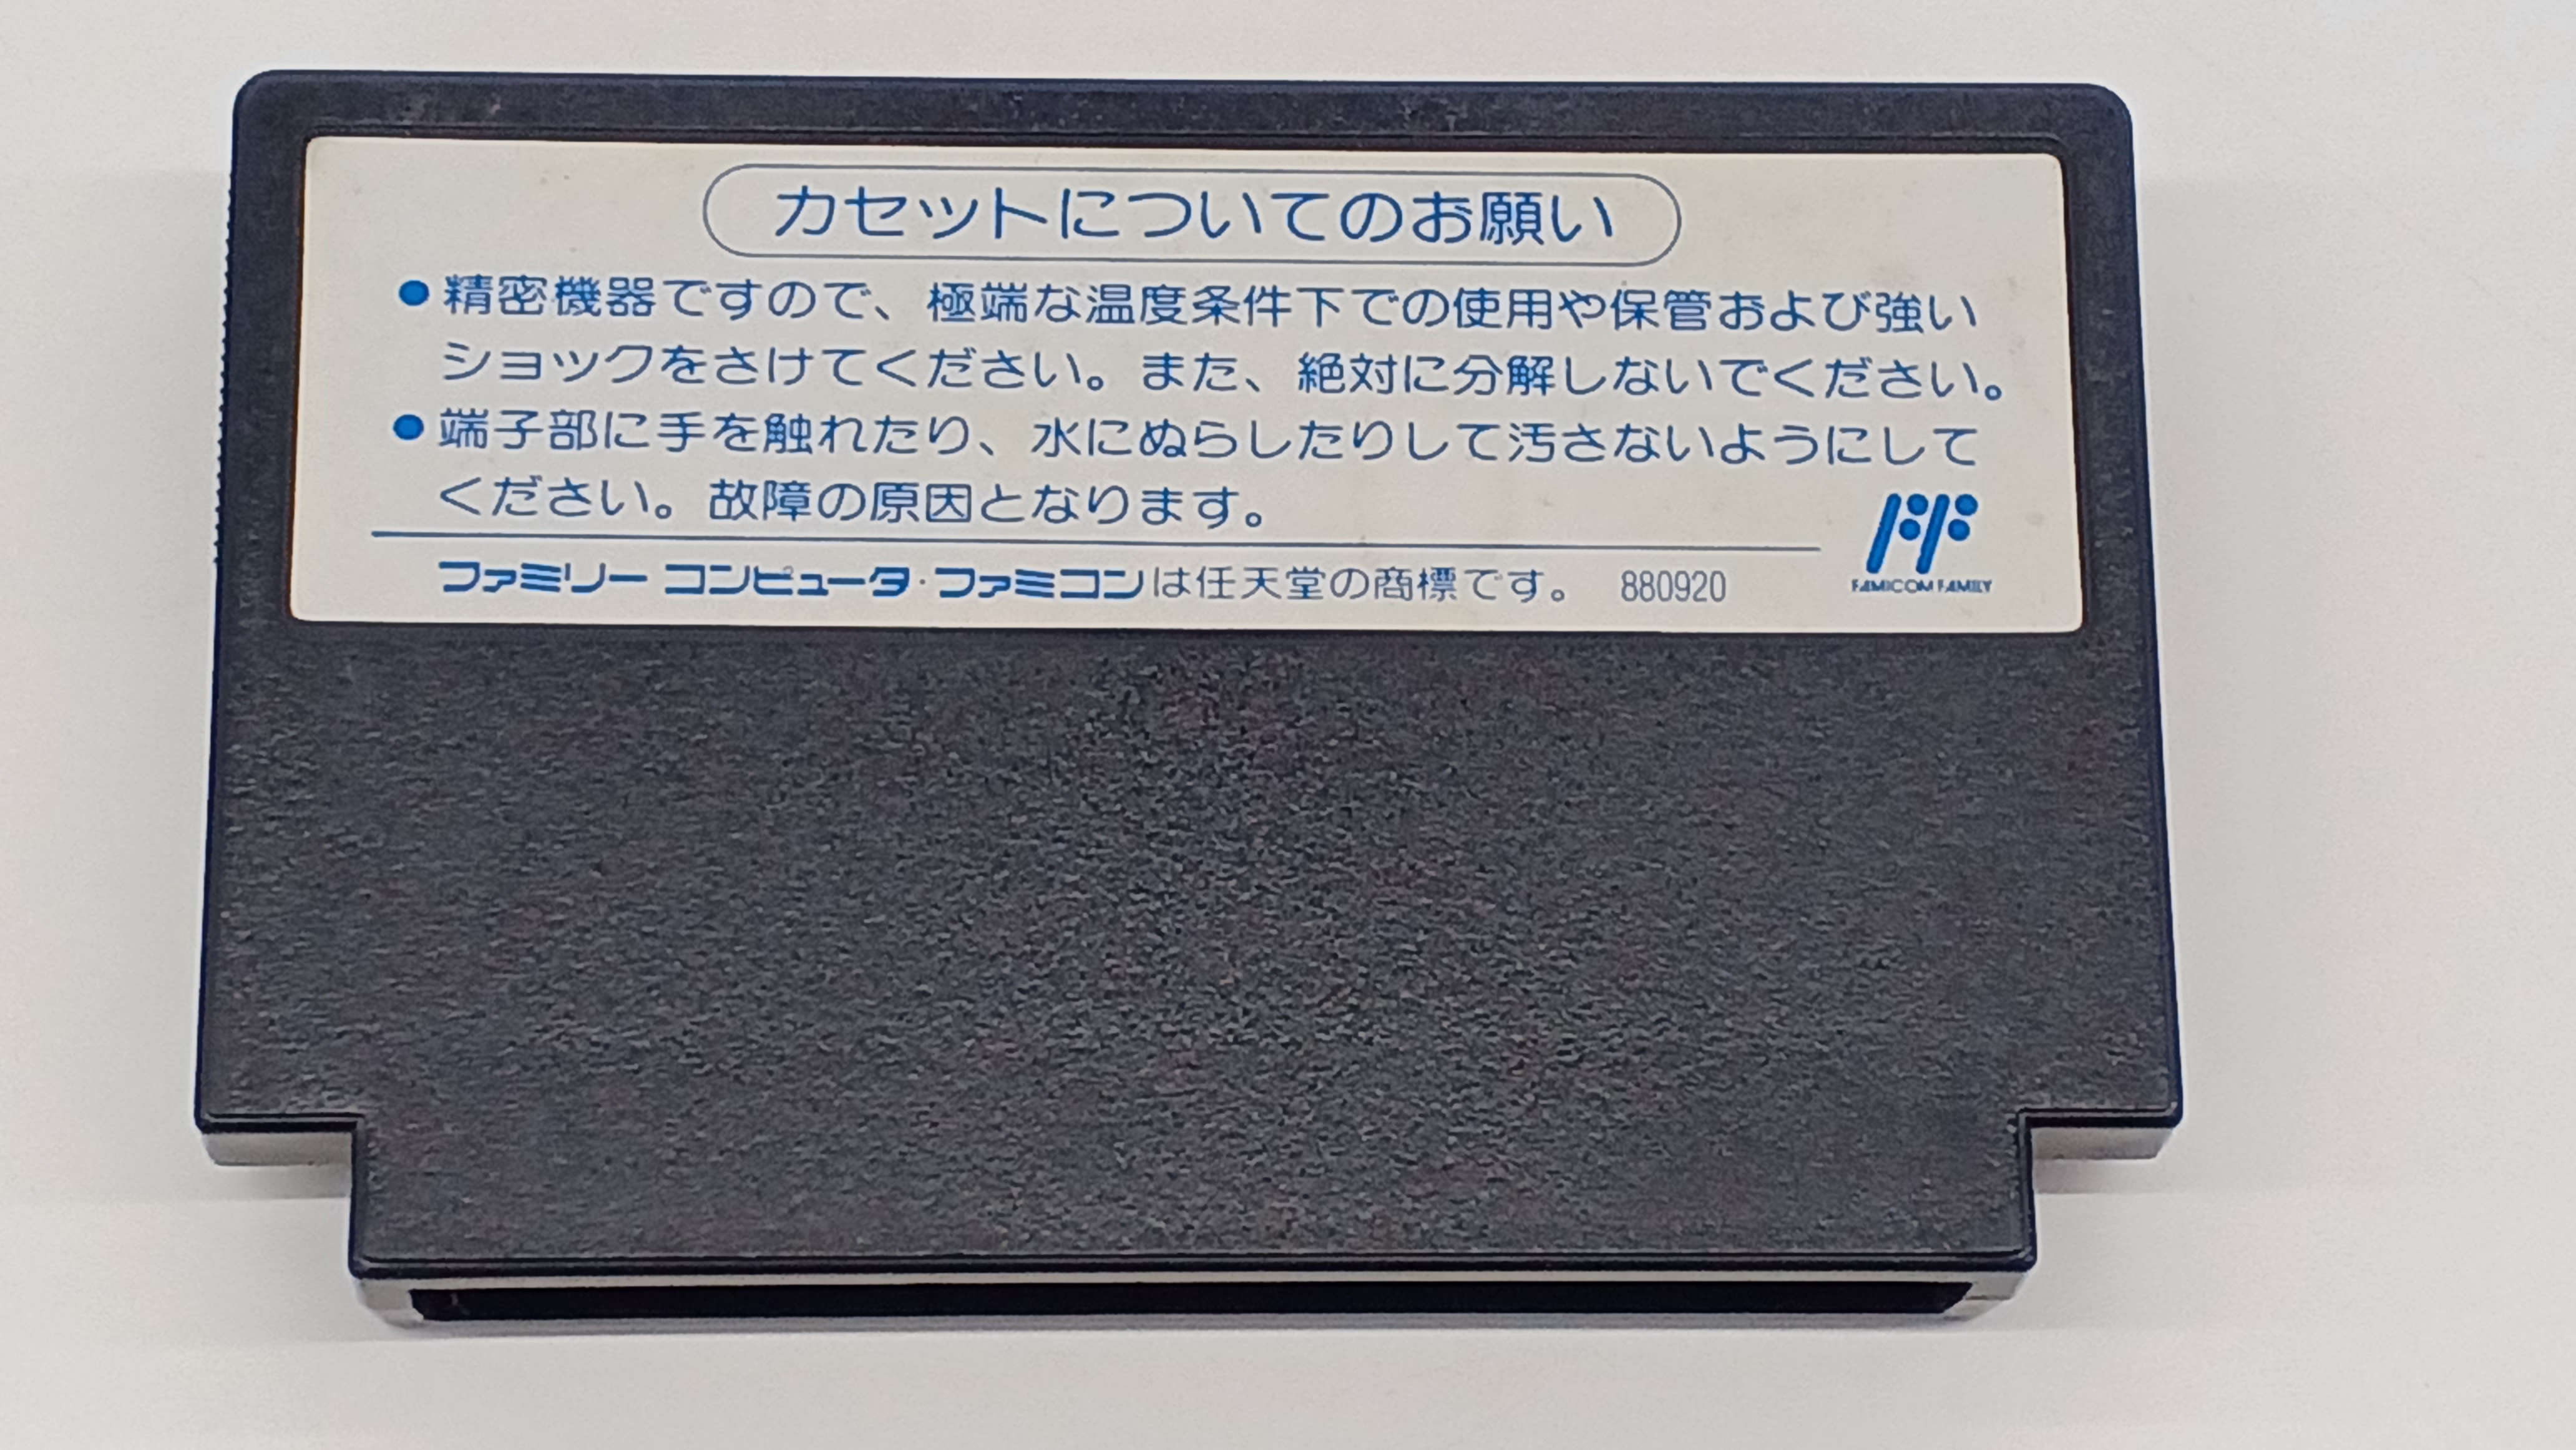 カセットについてのお願い
●精密機器ですので、極端な温度条件下での使用や保管および強い
ショックをさけてください。また、絶対に分解しないでください。
●端子部に手を触れたり、水にぬらしたりして汚さないようにして
ください。故障の原因となります。
ファミリー コンピュータ・ファミコンは任天堂の商標です。 880920
FF
FAMICOM FAMILY